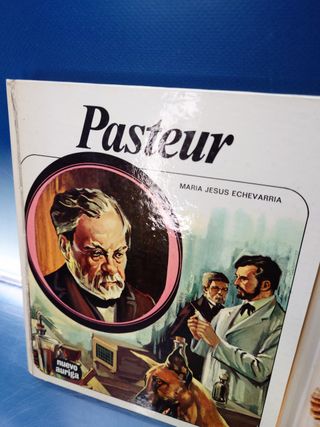 Pasteur
MARIA JESUS ECHEVARRIA
nuevo
auriga